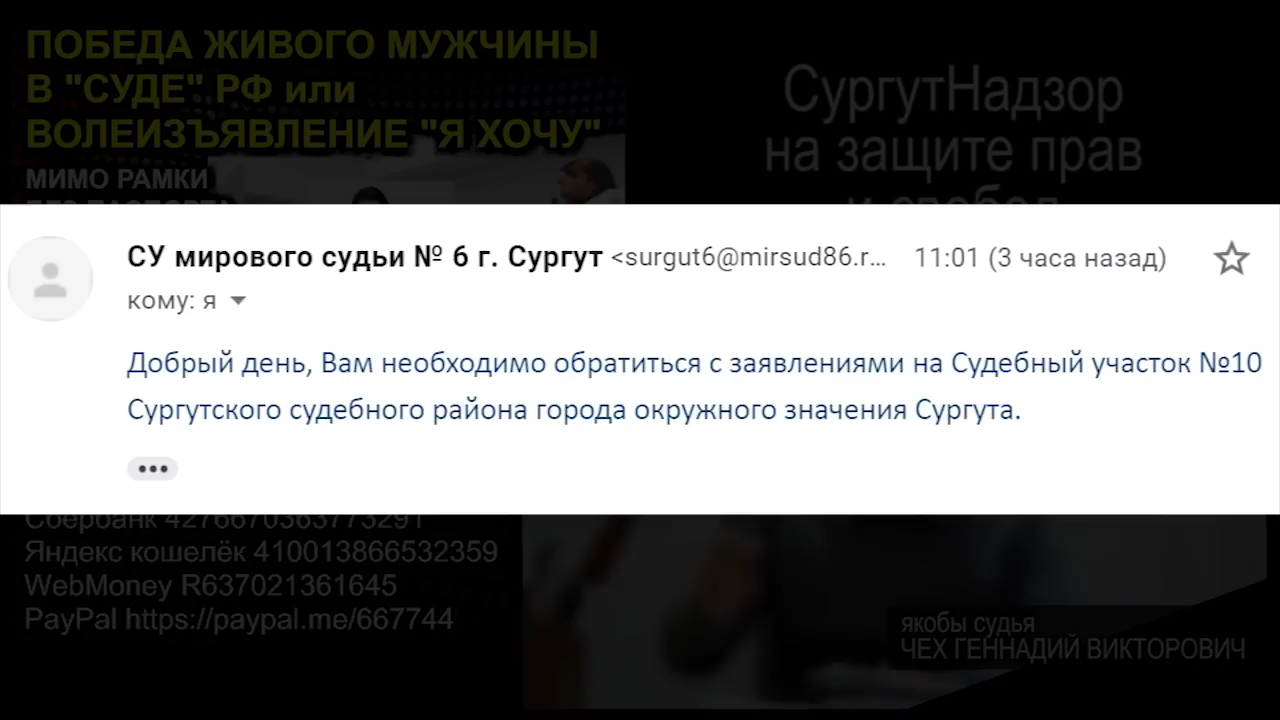 ПОБЕДА ЖИВОГО МУЖЧИНЫ
В "СУДЕ" РФ или
ВОЛЕИЗЪЯВЛЕНИЕ "Я ХОЧУ"
МИМО РАМКИ
СургутНадзор
на защите прав
и свобод
СУ мирового судьи № 6 г. Сургут <surgut6@mirsud86.r... 11:01 (3 часа назад)
кому: я
Добрый день, Вам необходимо обратиться с заявлениями на Судебный участок №10
Сургутского судебного района города окружного значения Сургута.
Сбербанк 4276670363773291
Яндекс кошелёк 410013866532359
WebMoney R637021361645
PayPal https://paypal.me/667744
якобы судья
ЧЕХ ГЕННАДИЙ ВИКТОРОВИЧ